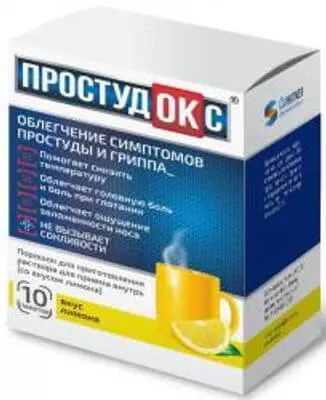 ПРОСТУДОКС®
ОБЛЕГЧЕНИЕ СИМПТОМОВ
ПРОСТУДЫ И ГРИППА
Помогает снизить
температуру
Облегчает головную боль
и боль при глотании
Облегчает ощущение
заложенности носа
НЕ ВЫЗЫВАЕТ
СОНЛИВОСТИ
Порошок для приготовления
раствора для приема внутрь
(со вкусом лимона)
10
пакетиков
вкус
лимона